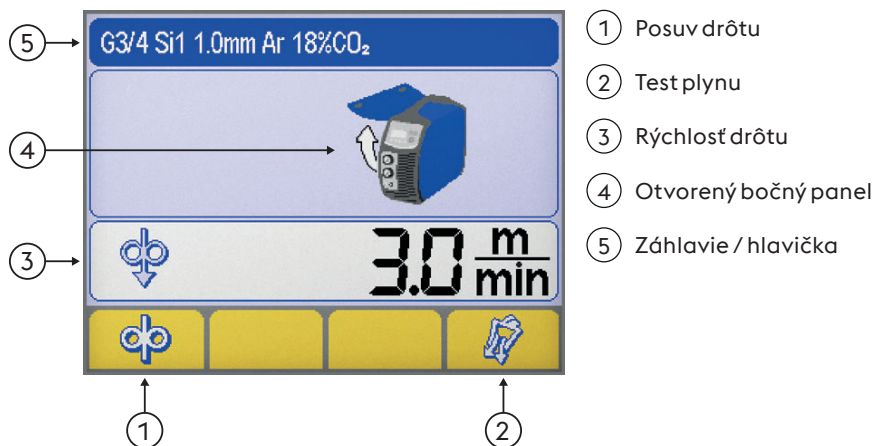 5
G3/4 Si1 1.0mm Ar 18%CO₂
4
3
3.0 m/min
1
2
1 Posuv drôtu
2 Test plynu
3 Rýchlosť drôtu
4 Otvorený bočný panel
5 Záhlavie / hlavička